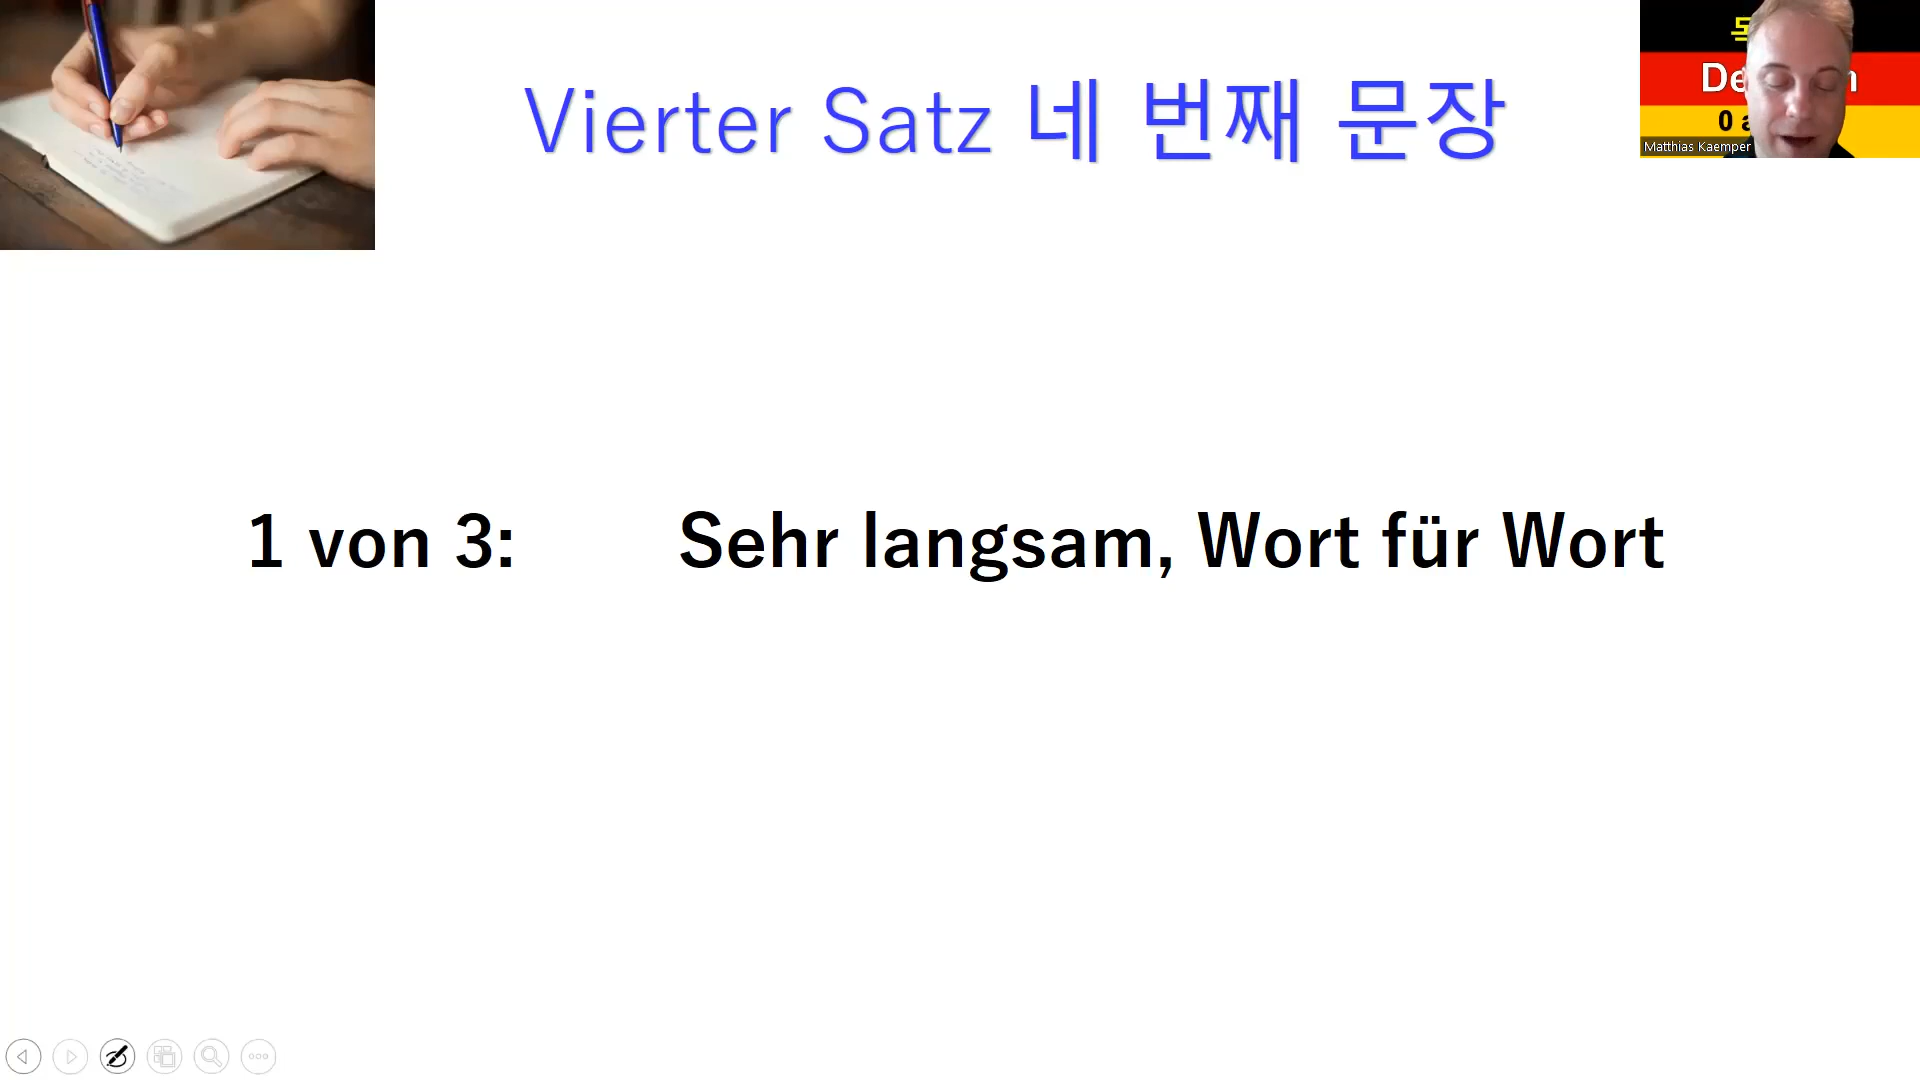 Vierter Satz 네 번째 문장
Matthias Kaemper
1 von 3: Sehr langsam, Wort für Wort